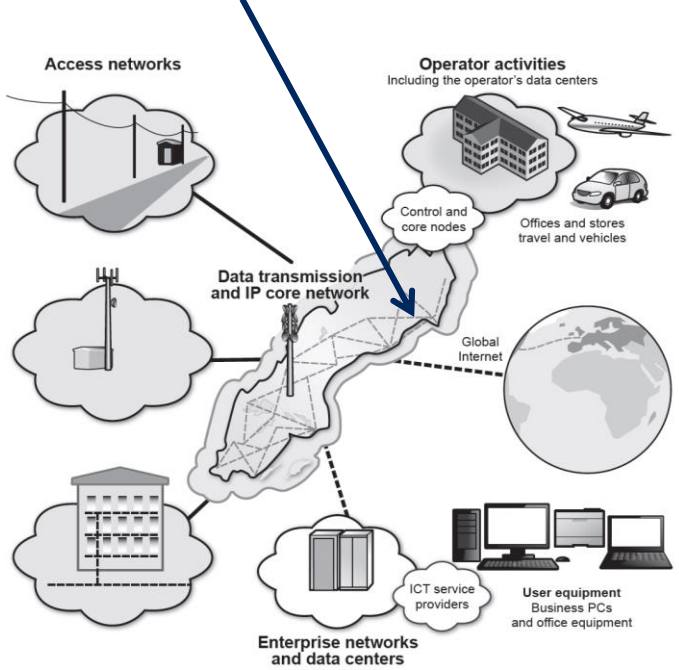 Access networks
Operator activities
Including the operator's data centers
Control and
core nodes
Offices and stores
travel and vehicles
Data transmission
and IP core network
Global
Internet
ICT service
providers
User equipment
Business PCs
and office equipment
Enterprise networks
and data centers